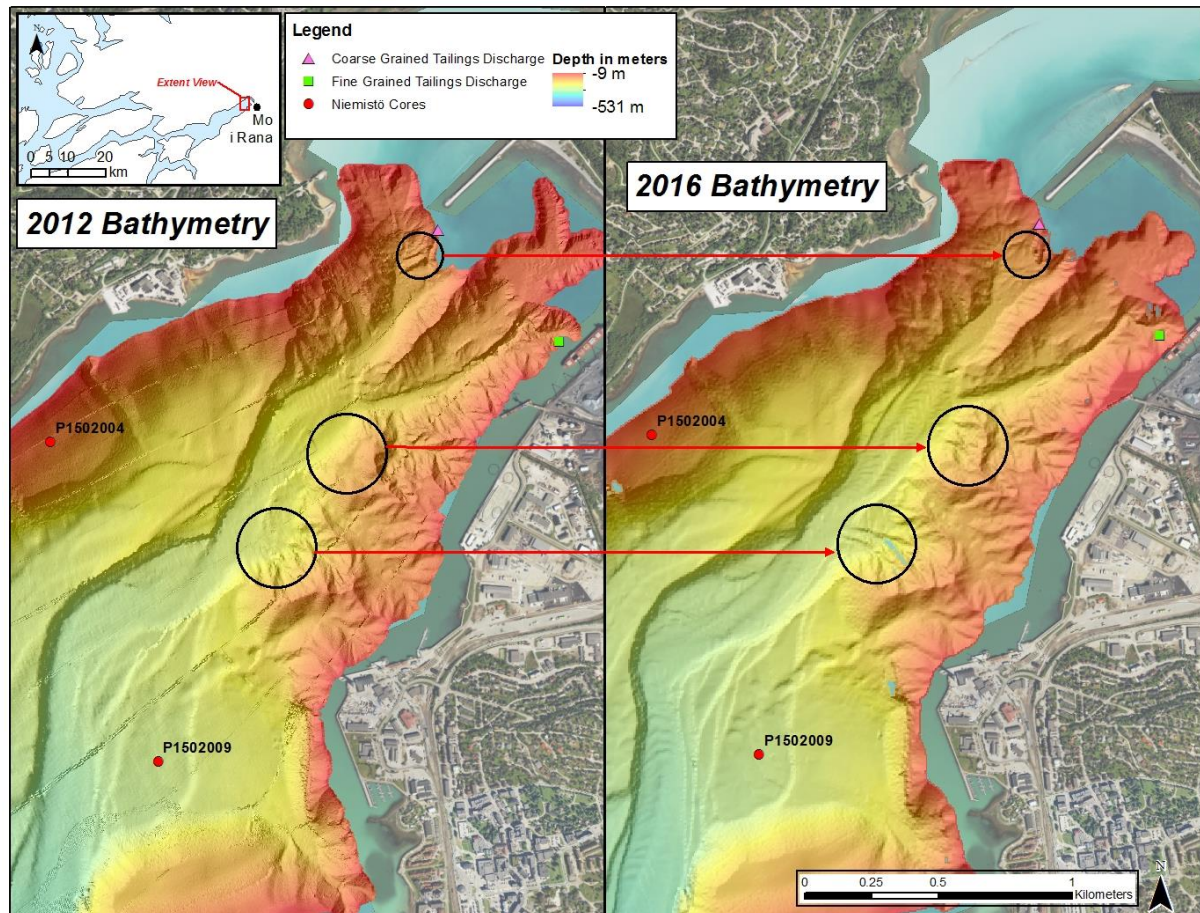 Extent View
Mo
i Rana
0 5 10 20
km
Legend
Coarse Grained Tailings Discharge
Fine Grained Tailings Discharge
Niemistö Cores
Depth in meters
-9 m
-531 m
2012 Bathymetry
P1502004
P1502009
2016 Bathymetry
P1502004
P1502009
0 0.25 0.5 1
Kilometers
N